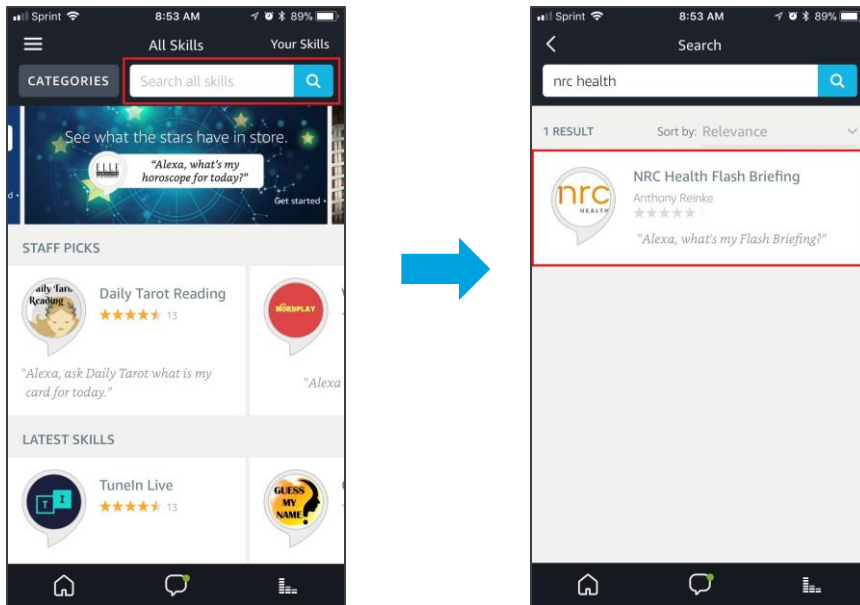 Sprint 8:53 AM 89%
All Skills Your Skills
CATEGORIES Search all skills
See what the stars have in store.
ELLE
"Alexa, what's my
horoscope for today?"
Get started
STAFF PICKS
Daily Tarot Reading
13
"Alexa, ask Daily Tarot what is my
card for today."
WORDPLAY
"Alexa
LATEST SKILLS
TI
TuneIn Live
13
GUESS
MY
NAME?
Sprint 8:53 AM 89%
Search
nrc health
1 RESULT Sort by: Relevance
nrc
HEALTH
NRC Health Flash Briefing
Anthony Reinke
"Alexa, what's my Flash Briefing?"